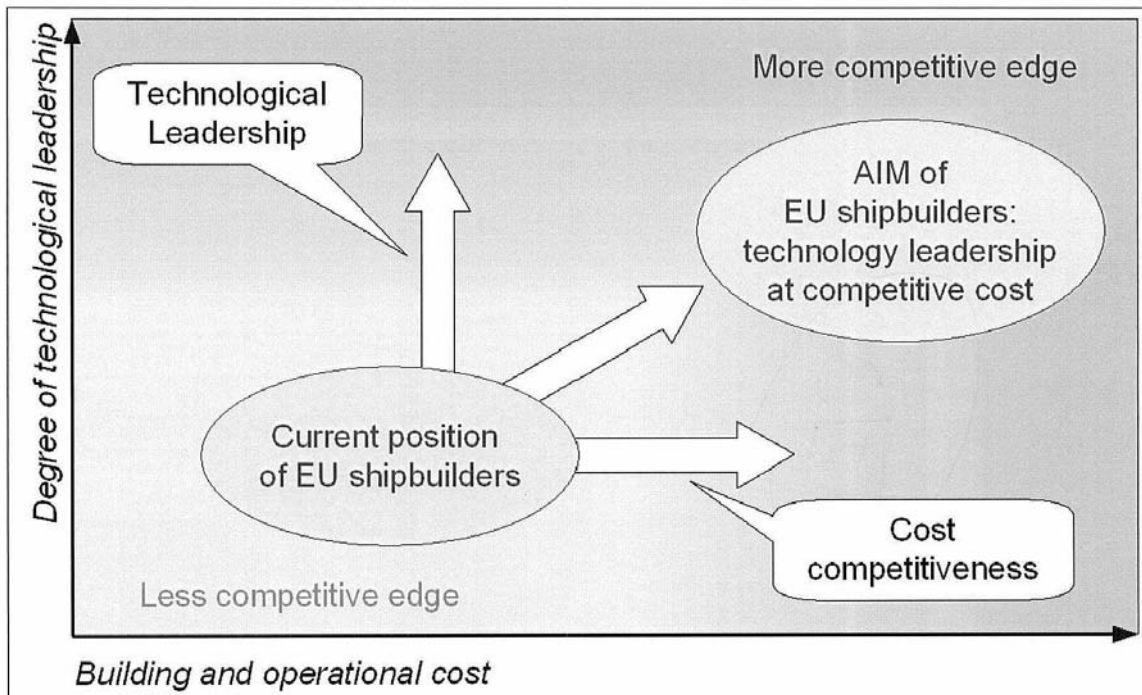 Degree of technological leadership
Technological
Leadership
More competitive edge
AIM of
EU shipbuilders:
technology leadership
at competitive cost
Current position
of EU shipbuilders
Cost
competitiveness
Less competitive edge
Building and operational cost